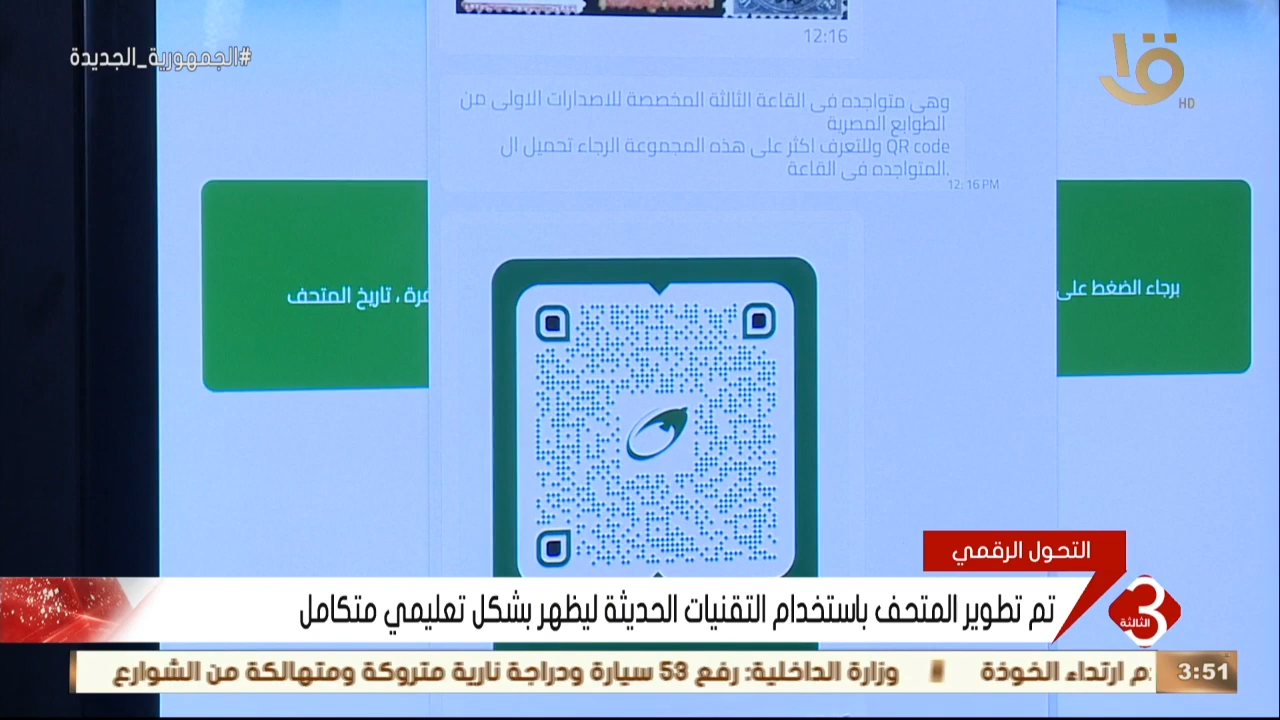 12:16
#الجمهورية_الجديدة
HD
وهى متواجده فى القاعة الثالثة المخصصة للاصدارات الاولى من
الطوابع المصرية
QR code وللتعرف اكثر على هذه المجموعة الرجاء تحميل ال
.المتواجده فى القاعة
12:16 PM
برجاء الضغط على
فرة ، تاريخ المتحف
التحول الرقمي
3 الثالثة
تم تطوير المتحف باستخدام التقنيات الحديثة ليظهر بشكل تعليمي متكامل
3:51
م ارتداء الخوذة
وزارة الداخلية: رفع 53 سيارة ودراجة نارية متروكة ومتهالكة من الشوارع